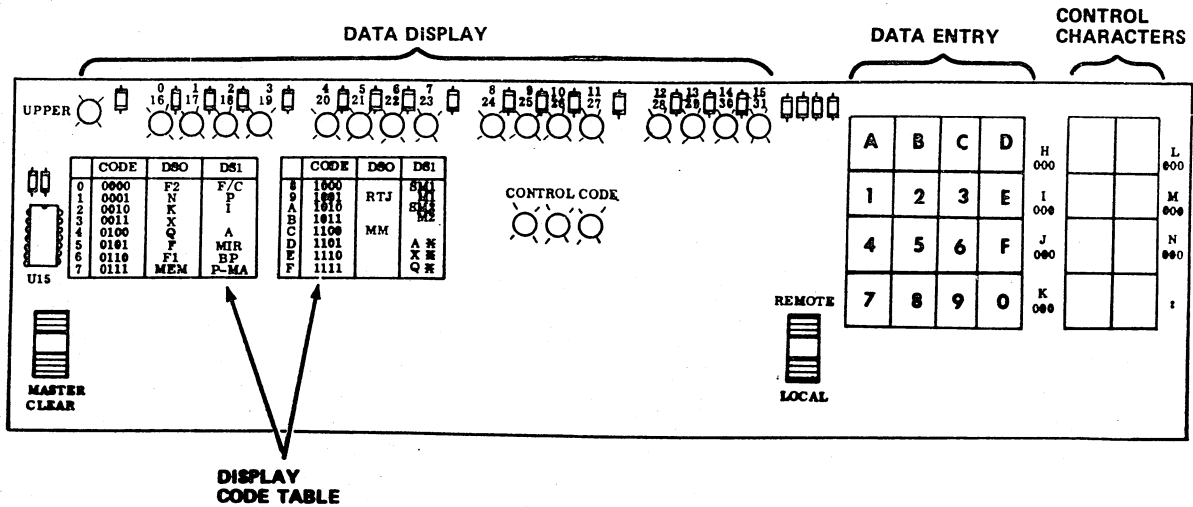 DATA DISPLAY
DATA ENTRY
CONTROL CHARACTERS
UPPER
0 1 2 3
16 17 18 19
4 5 6 7
20 21 22 23
8 9 10 11
24 25 26 27
12 13 14 15
28 29 30 31
CODE DS0 DS1
0 0000 F2 F/C
1 0001 N P
2 0010 K I
3 0011 X
4 0100 Q A
5 0101 F MIR
6 0110 F1 BP
7 0111 MEM P-MA
CODE DS0 DS1
8 1000 SM1
9 1001 RTJ M1
A 1010 SM2
B 1011 M2
C 1100 MM
D 1101 A *
E 1110 X *
F 1111 Q *
U15
MASTER
CLEAR
CONTROL CODE
REMOTE
LOCAL
A B C D
1 2 3 E
4 5 6 F
7 8 9 0
H
000
I
000
J
000
K
000
L
000
M
000
N
000
:
DISPLAY
CODE TABLE